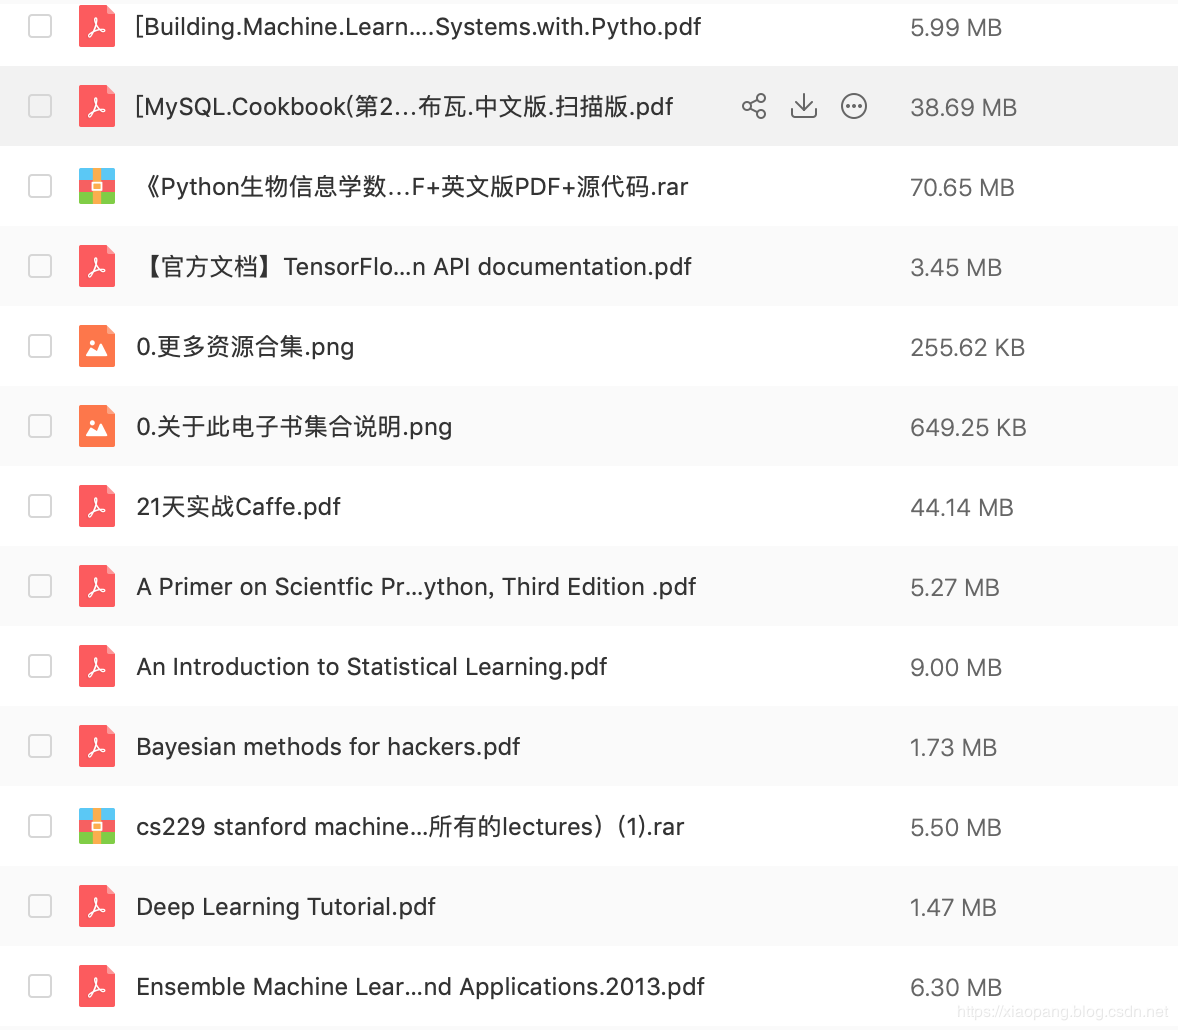 [Building.Machine.Learn....Systems.with.Pytho.pdf 5.99 MB
[MySQL.Cookbook(第2...布瓦.中文版.扫描版.pdf 38.69 MB
《Python生物信息学数...F+英文版PDF+源代码.rar 70.65 MB
【官方文档】TensorFlo...n API documentation.pdf 3.45 MB
0.更多资源合集.png 255.62 KB
0.关于此电子书集合说明.png 649.25 KB
21天实战Caffe.pdf 44.14 MB
A Primer on Scientfic Pr...ython, Third Edition .pdf 5.27 MB
An Introduction to Statistical Learning.pdf 9.00 MB
Bayesian methods for hackers.pdf 1.73 MB
cs229 stanford machine...所有的lectures）(1).rar 5.50 MB
Deep Learning Tutorial.pdf 1.47 MB
Ensemble Machine Lear...nd Applications.2013.pdf 6.30 MB
https://xiaopang.blog.csdn.net